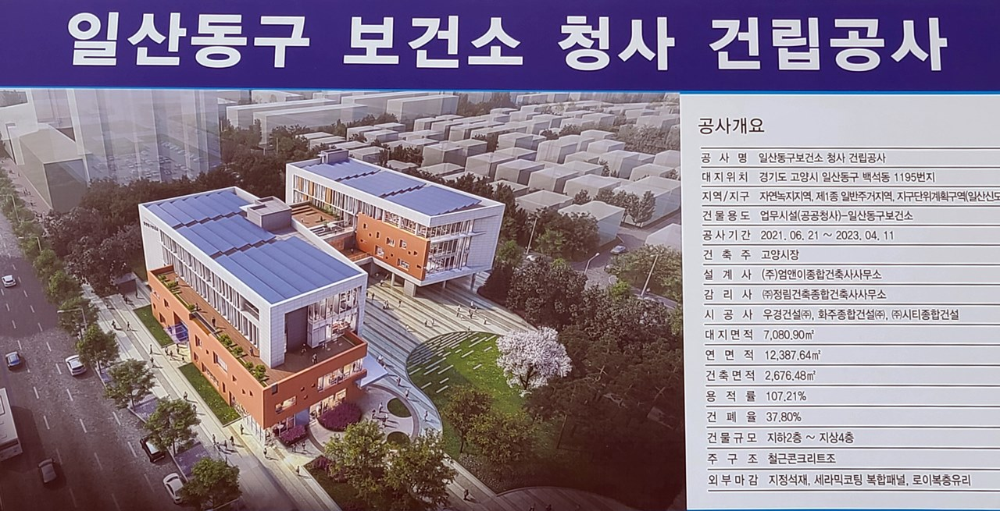 일산동구 보건소 청사 건립공사
공사개요
공 사 명 일산동구보건소 청사 건립공사
대지위치 경기도 고양시 일산동구 백석동 1195번지
지역/지구 자연녹지지역, 제1종 일반주거지역, 지구단위계획구역(일산신도
건물용도 업무시설(공공청사)-일산동구보건소
공사기간 2021. 06. 21 ~ 2023. 04. 11
건 축 주 고양시장
설 계 사 (주)엄앤이종합건축사사무소
감 리 사 ㈜정림건축종합건축사사무소
시 공 사 우경건설㈜, 화주종합건설㈜, ㈜시티종합건설
대지면적 7,080.90㎡
연 면 적 12,387.64㎡
건축면적 2,676.48㎡
용 적 률 107.21%
건 폐 율 37.80%
건물규모 지하2층 ~ 지상4층
주 구 조 철근콘크리트조
외부마감 지정석재, 세라믹코팅 복합패널, 로이복층유리